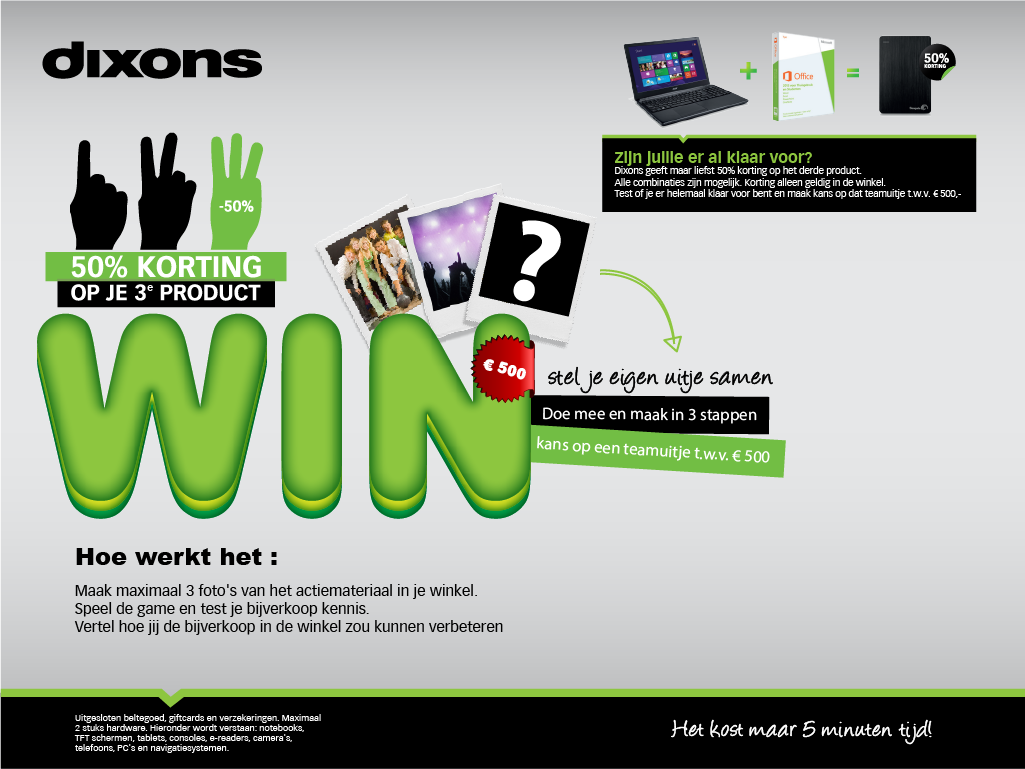 dixons
50% KORTING
Office
Zijn jullie er al klaar voor?
Dixons geeft maar liefst 50% korting op het derde product.
Alle combinaties zijn mogelijk. Korting alleen geldig in de winkel.
Test of je er helemaal klaar voor bent en maak kans op dat teamuitje t.w.v. € 500,-
-50%
50% KORTING
OP JE 3e PRODUCT
?
WIN
€ 500
stel je eigen uitje samen
Doe mee en maak in 3 stappen
kans op een teamuitje t.w.v. € 500
Hoe werkt het :
Maak maximaal 3 foto's van het actiemateriaal in je winkel.
Speel de game en test je bijverkoop kennis.
Vertel hoe jij de bijverkoop in de winkel zou kunnen verbeteren
Uitgesloten beltegoed, giftcards en verzekeringen. Maximaal
2 stuks hardware. Hieronder wordt verstaan: notebooks,
TFT schermen, tablets, consoles, e-readers, camera's,
telefoons, PC's en navigatiesystemen.
Het kost maar 5 minuten tijd!